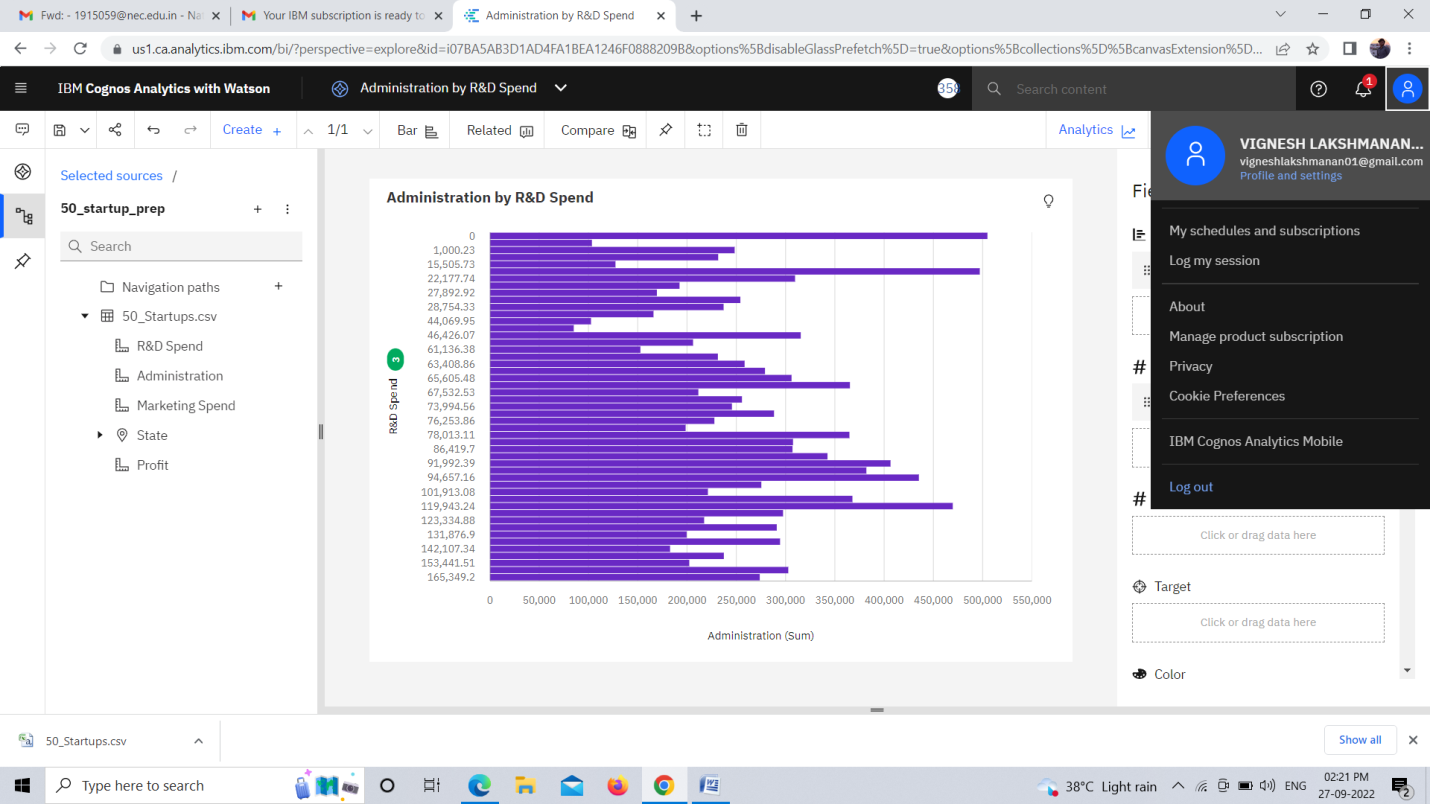 Fwd: - 1915059@nec.edu.in - Na
Your IBM subscription is ready to
Administration by R&D Spend
us1.ca.analytics.ibm.com/bi/?perspective=explore&id=i07BA5AB3D1AD4FA1BEA1246F0888209B&options%5BdisableGlassPrefetch%5D=true&options%5Bcollections%5D%5BcanvasExtension%5D...
IBM Cognos Analytics with Watson
Administration by R&D Spend
358
Search content
1
Create +
1/1
Bar
Related
Compare
Analytics
VIGNESH LAKSHMANAN...
vigneshlakshmanan01@gmail.com
Profile and settings
My schedules and subscriptions
Log my session
About
Manage product subscription
Privacy
Cookie Preferences
IBM Cognos Analytics Mobile
Log out
Selected sources /
50_startup_prep
Search
Navigation paths
50_Startups.csv
R&D Spend
Administration
Marketing Spend
State
Profit
Administration by R&D Spend
0
1,000.23
15,505.73
22,177.74
27,892.92
28,754.33
44,069.95
46,426.07
61,136.38
63,408.86
65,605.48
67,532.53
73,994.56
76,253.86
78,013.11
86,419.7
91,992.39
94,657.16
101,913.08
119,943.24
123,334.88
131,876.9
142,107.34
153,441.51
165,349.2
3
R&D Spend
0 50,000 100,000 150,000 200,000 250,000 300,000 350,000 400,000 450,000 500,000 550,000
Administration (Sum)
Fie
#
#
Click or drag data here
Target
Click or drag data here
Color
50_Startups.csv
Show all
Type here to search
38°C Light rain
ENG
02:21 PM
27-09-2022
2